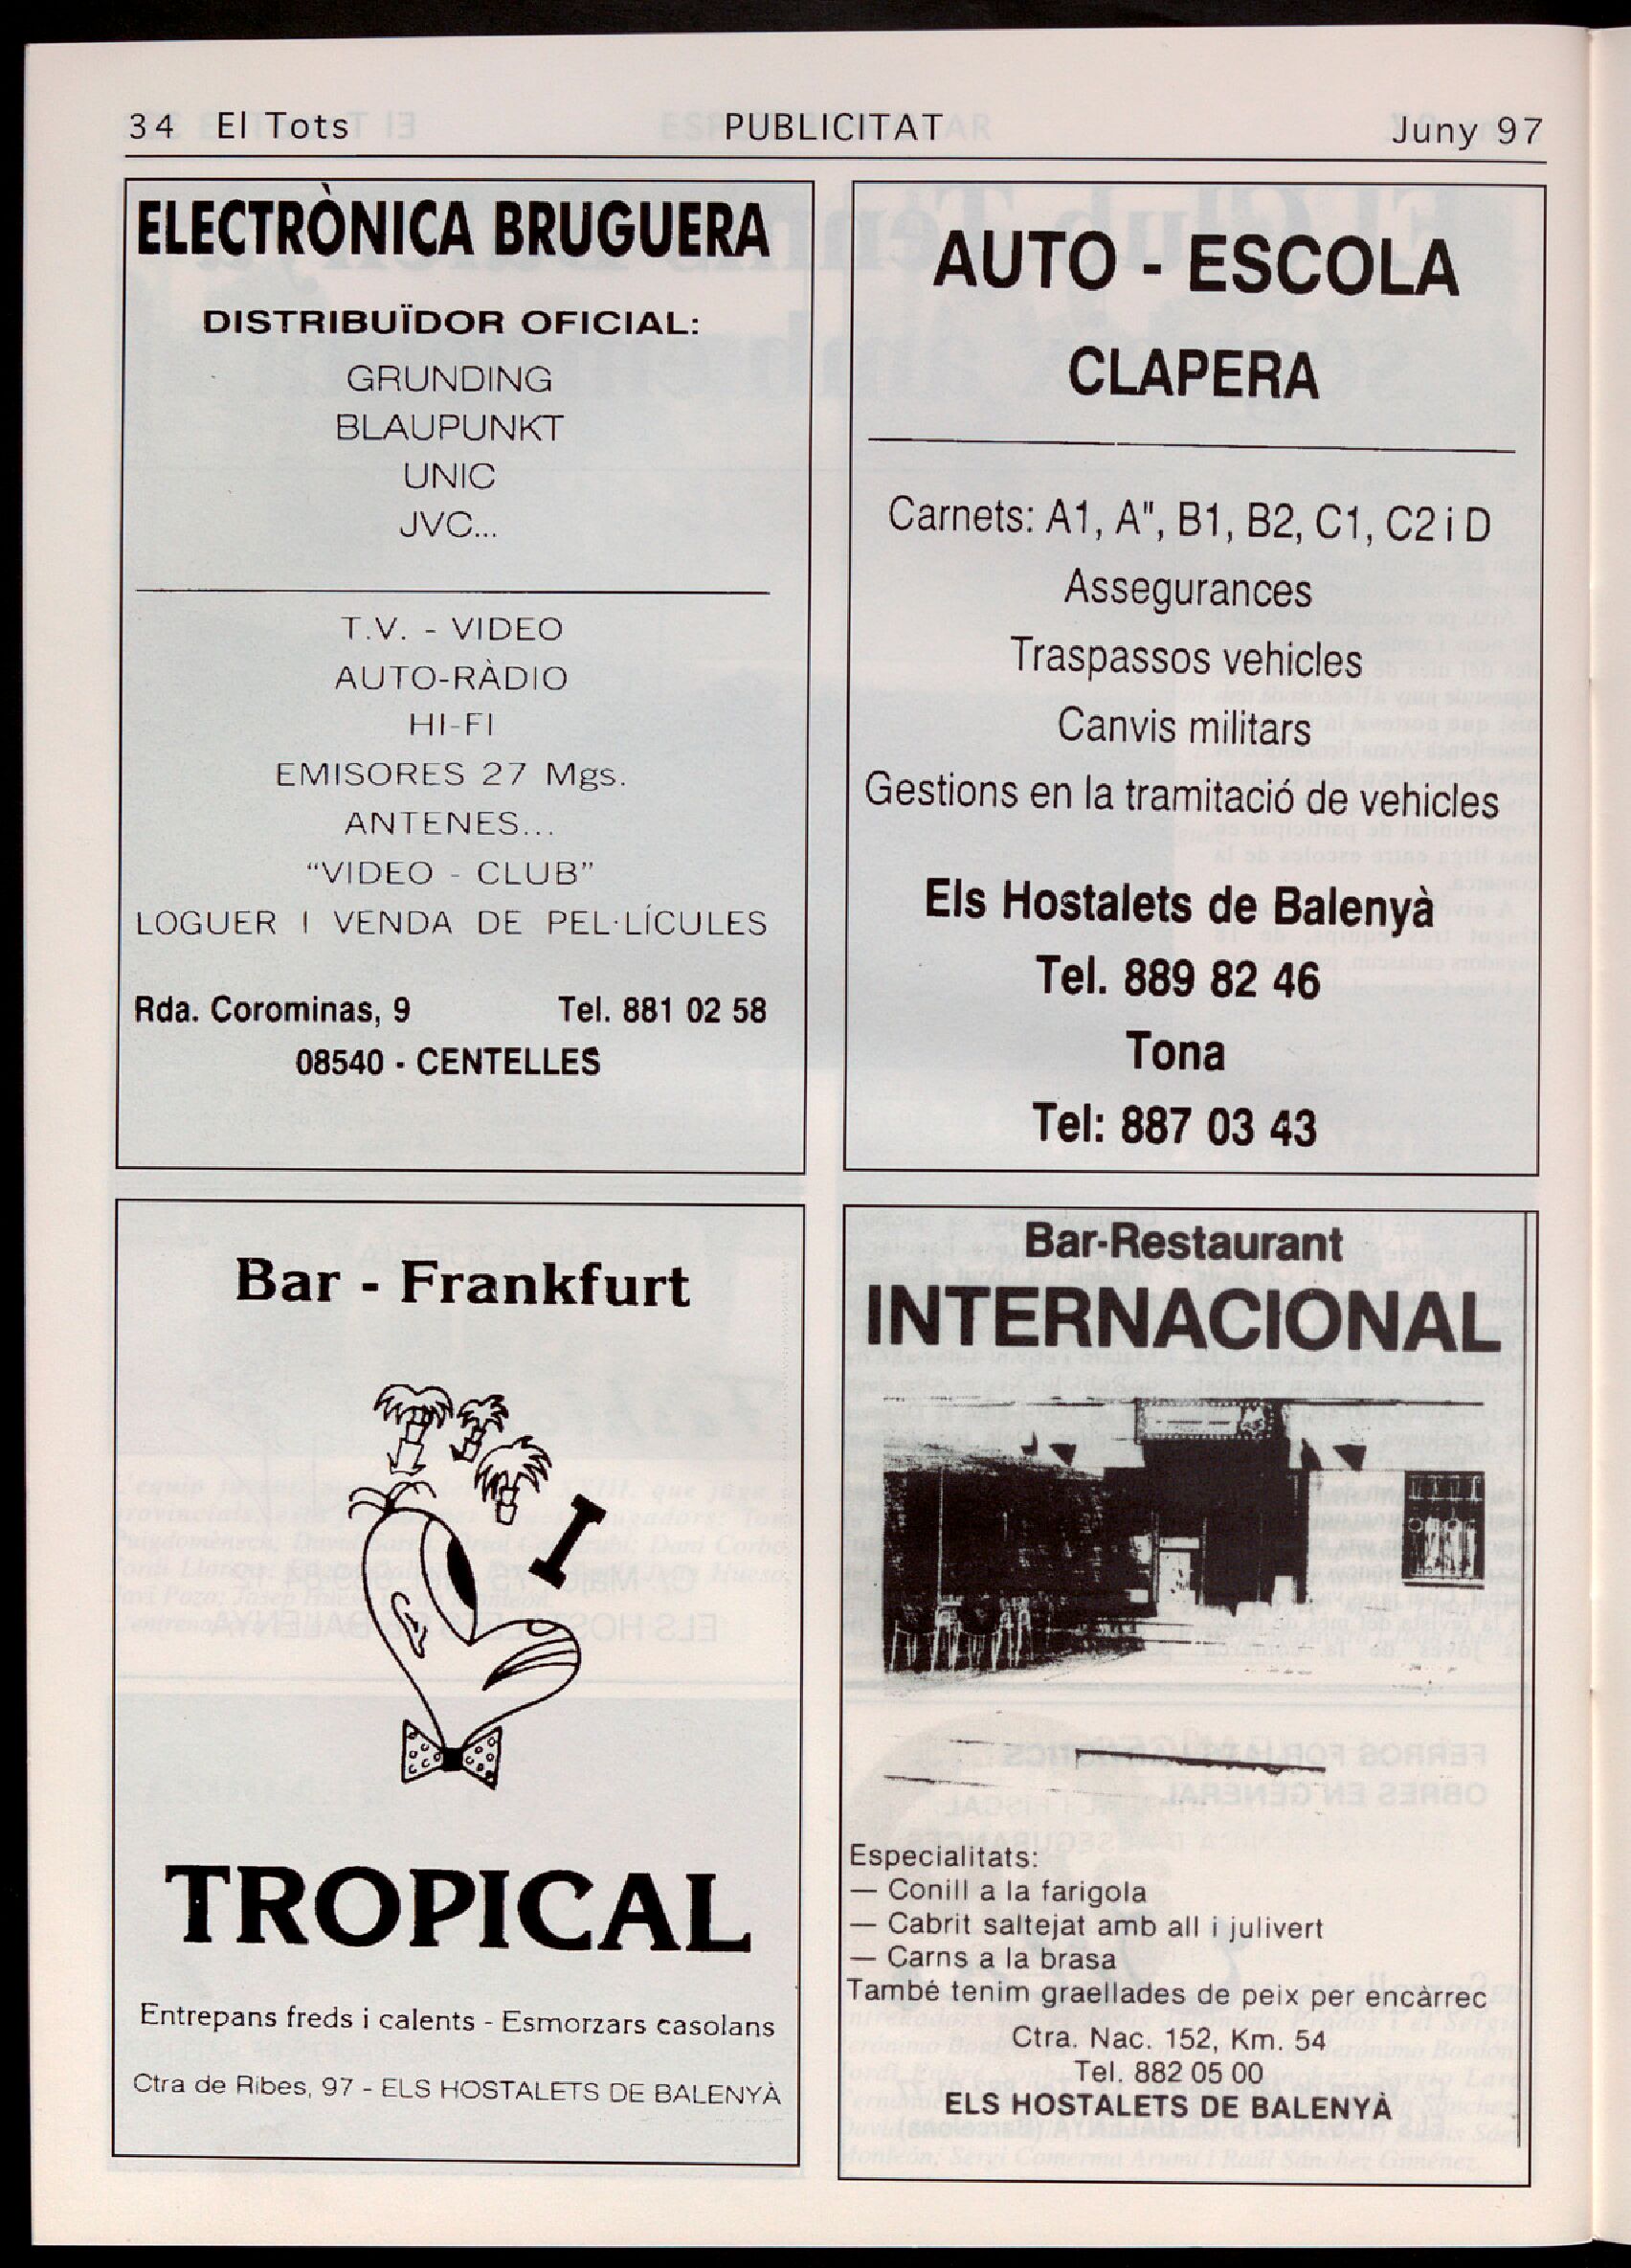 34 El Tots PUBLICITAT Juny 97
ELECTRÒNICA BRUGUERA
DISTRIBUÏDOR OFICIAL:
GRUNDING
BLAUPUNKT
UNIC
JVC...
T.V. - VIDEO
AUTO-RÀDIO
HI-FI
EMISORES 27 Mgs.
ANTENES...
“VIDEO - CLUB”
LOGUER I VENDA DE PEL·LÍCULES
Rda. Corominas, 9 Tel. 881 02 58
08540 - CENTELLES
AUTO - ESCOLA
CLAPERA
Carnets: A1, A", B1, B2, C1, C2 i D
Assegurances
Traspassos vehicles
Canvis militars
Gestions en la tramitació de vehicles
Els Hostalets de Balenyà
Tel. 889 82 46
Tona
Tel: 887 03 43
Bar - Frankfurt
TROPICAL
Entrepans freds i calents - Esmorzars casolans
Ctra de Ribes, 97 - ELS HOSTALETS DE BALENYÀ
Bar-Restaurant
INTERNACIONAL
Especialitats:
— Conill a la farigola
— Cabrit saltejat amb all i julivert
— Carns a la brasa
També tenim graellades de peix per encàrrec
Ctra. Nac. 152, Km. 54
Tel. 882 05 00
ELS HOSTALETS DE BALENYÀ